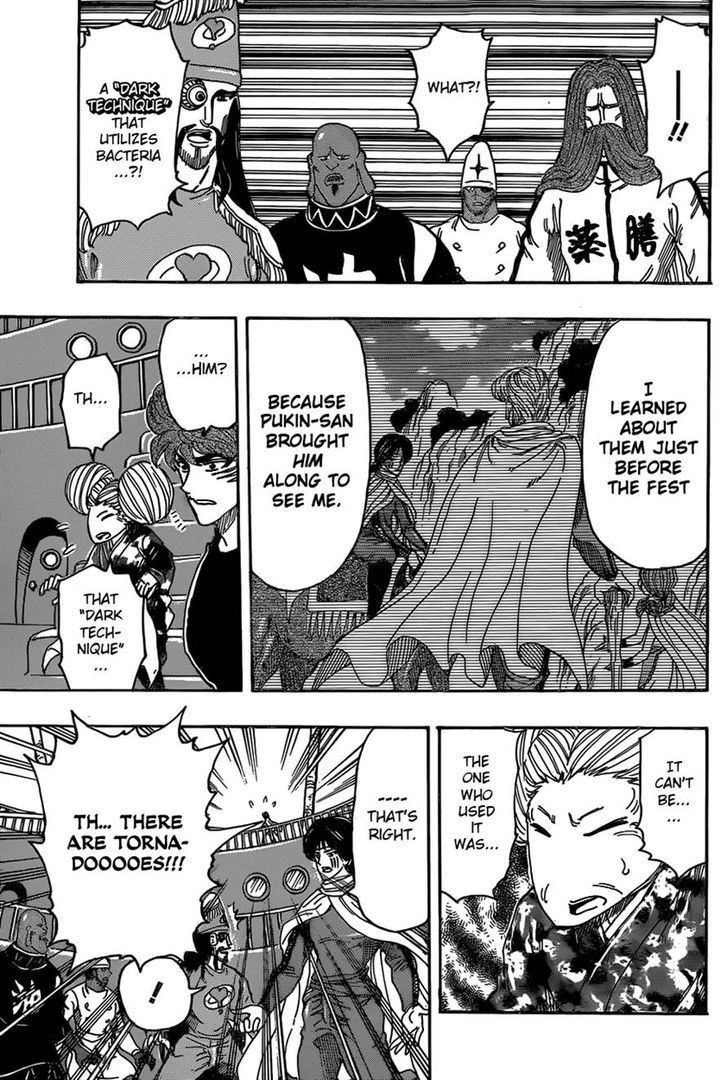 !!
薬膳
WHAT?!
A "DARK
TECHNIQUE"
THAT
UTILIZES
BACTERIA
...?!
I
LEARNED
ABOUT
THEM JUST
BEFORE
THE FEST
BECAUSE
PUKIN-SAN
BROUGHT
HIM
ALONG TO
SEE ME.
...
...HIM?
TH...
THAT
"DARK
TECH-
NIQUE"
...
IT
CAN'T
BE...
...
THE
ONE
WHO
USED
IT
WAS...
----
THAT'S
RIGHT.
TH... THERE
ARE TORNA-
DOOOOES!!!
!